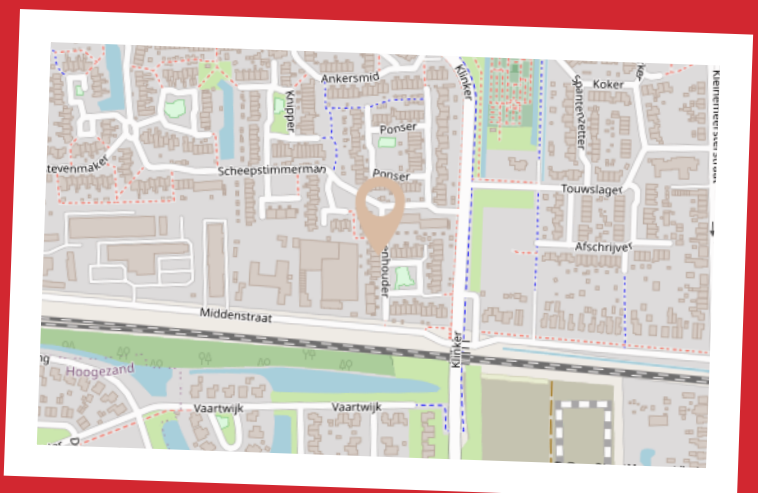 Klinker
Ankersmid
Koker
Knipper
Spantenzetter
Ponser
Scheepstimmerman
Ponser
Touwslager
Afschrijver
Middenstraat
Klinker
Hoogezand
Vaartwijk
Vaartwijk